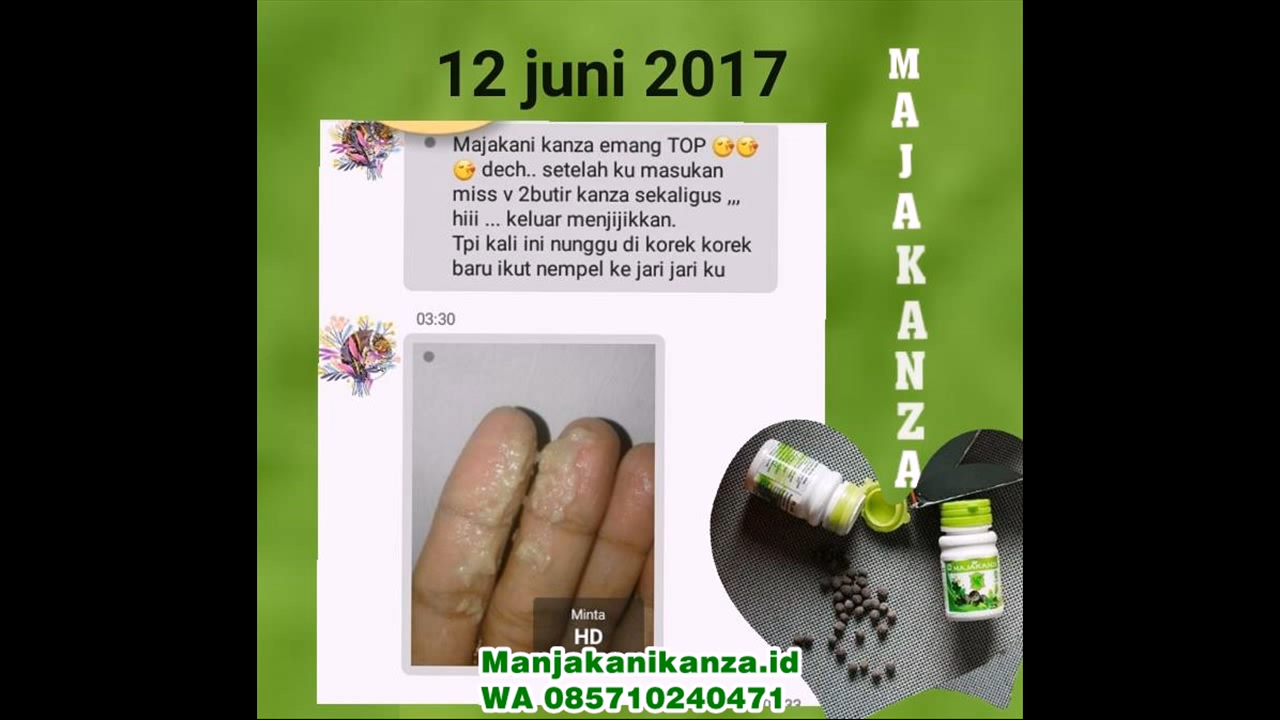 12 juni 2017
Majakani kanza emang TOP 😘😘
😘 dech.. setelah ku masukan
miss v 2butir kanza sekaligus ,,,
hiii ... keluar menjijikkan.
Tpi kali ini nunggu di korek korek
baru ikut nempel ke jari jari ku
03:30
Minta
HD
MAJAKANZA
MAJAKANZA
Manjakanikanza.id
WA 085710240471